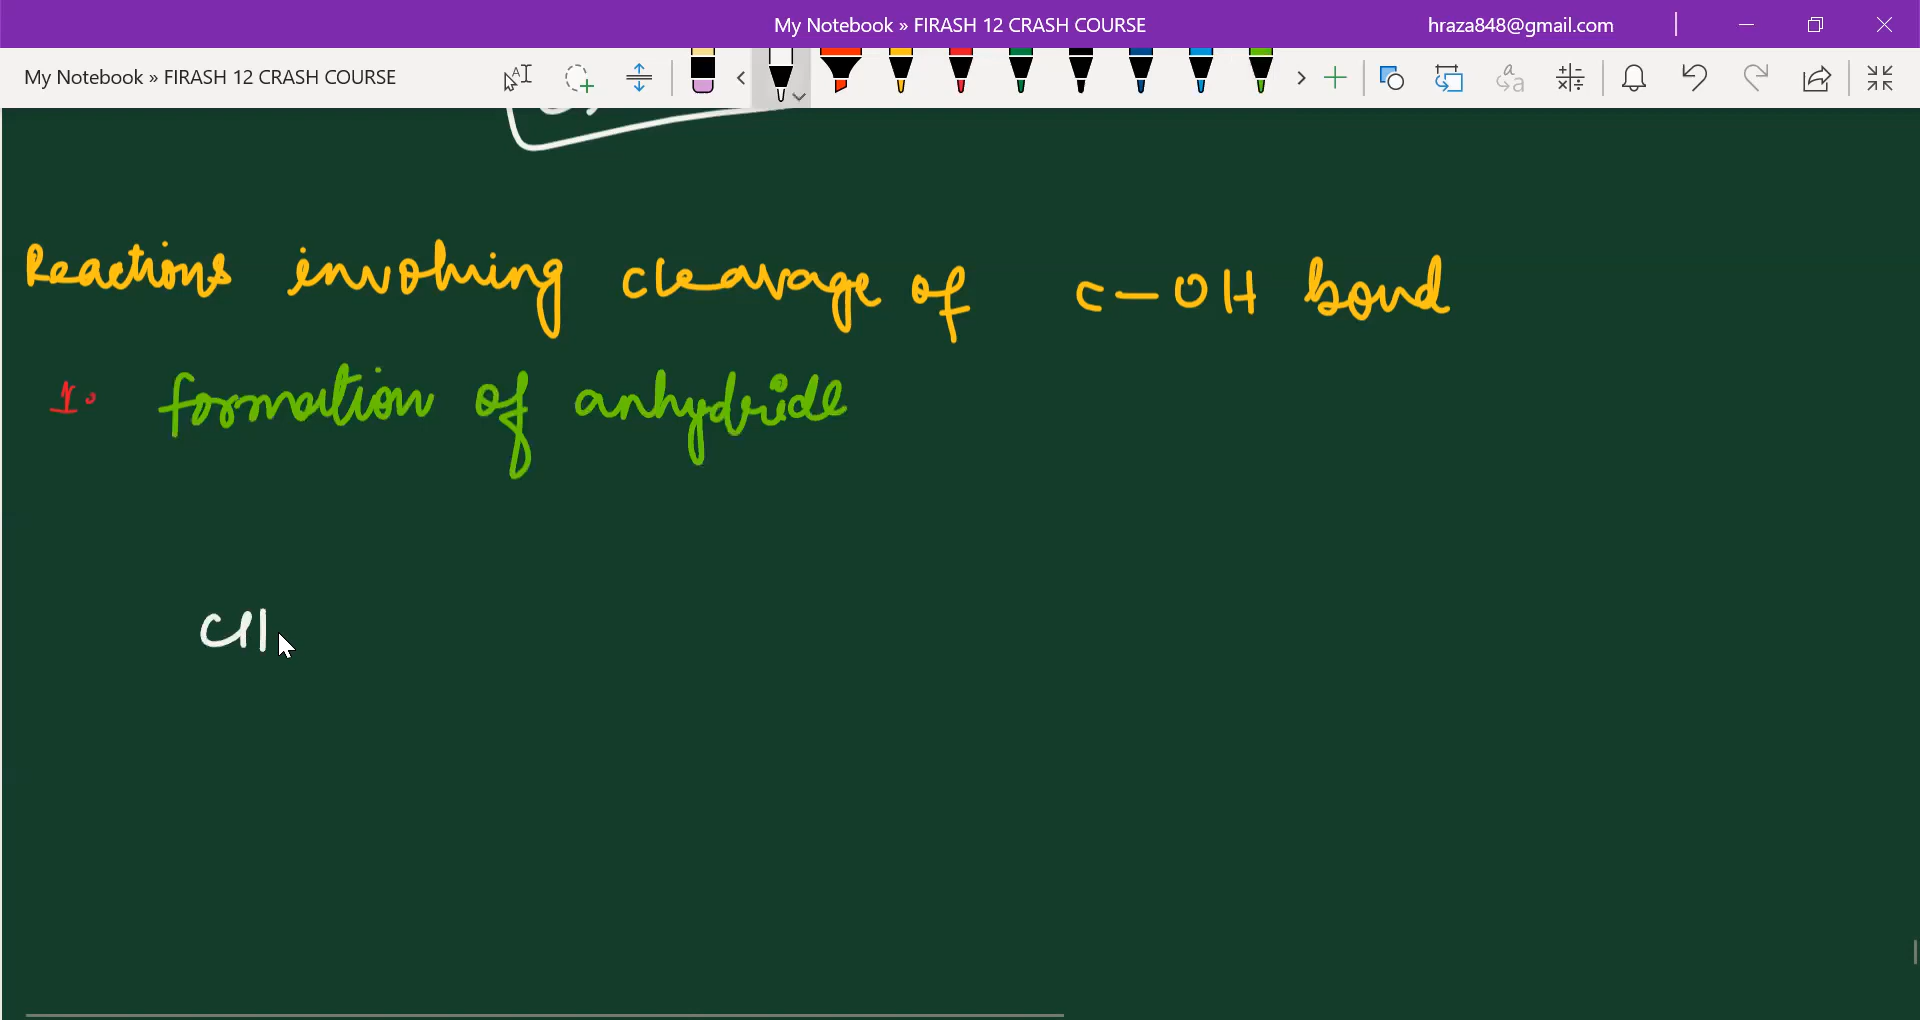 My Notebook » FIRASH 12 CRASH COURSE
hraza848@gmail.com
My Notebook » FIRASH 12 CRASH COURSE
Reactions involving cleavage of C—OH bond
1. formation of anhydride